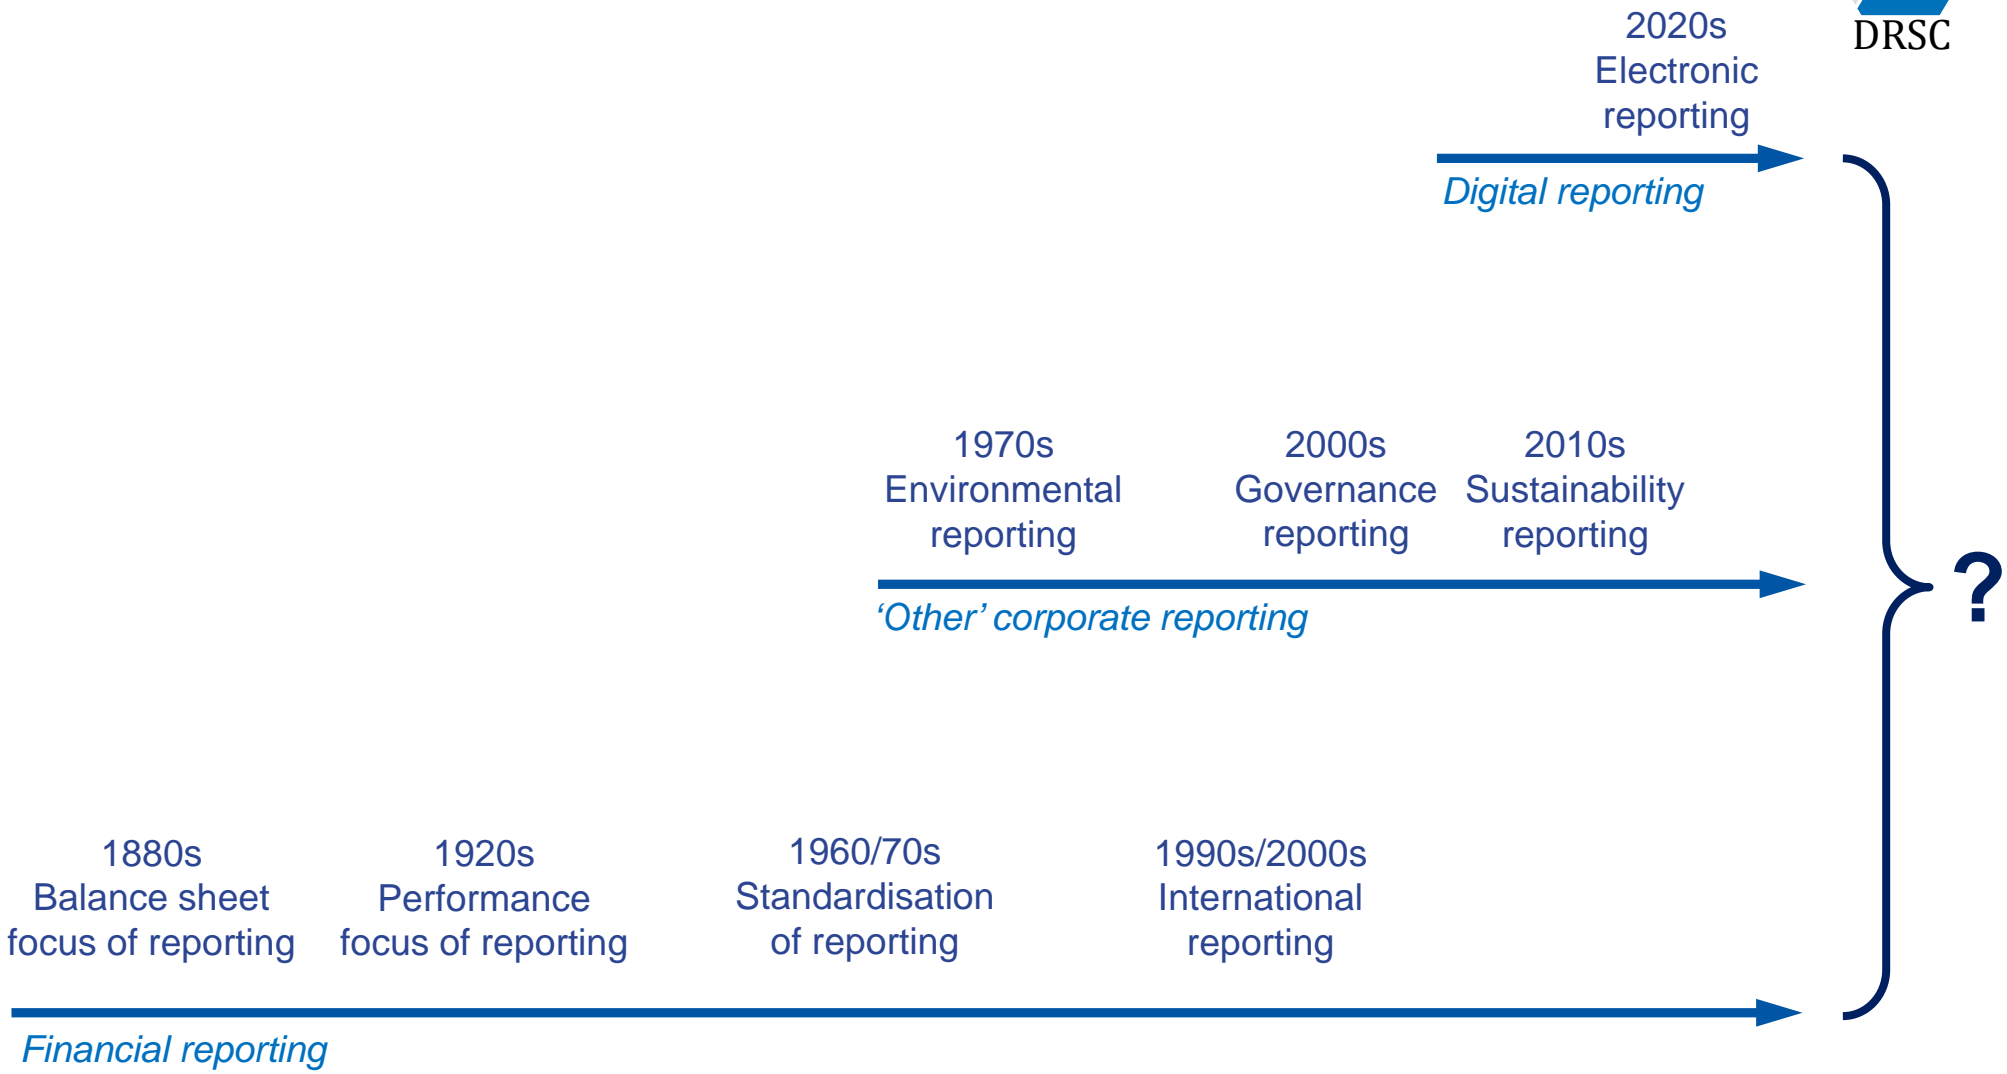 DRSC
2020s
Electronic
reporting
Digital reporting
1970s
Environmental
reporting
2000s
Governance
reporting
2010s
Sustainability
reporting
‘Other’ corporate reporting
?
1880s
Balance sheet
focus of reporting
1920s
Performance
focus of reporting
1960/70s
Standardisation
of reporting
1990s/2000s
International
reporting
Financial reporting